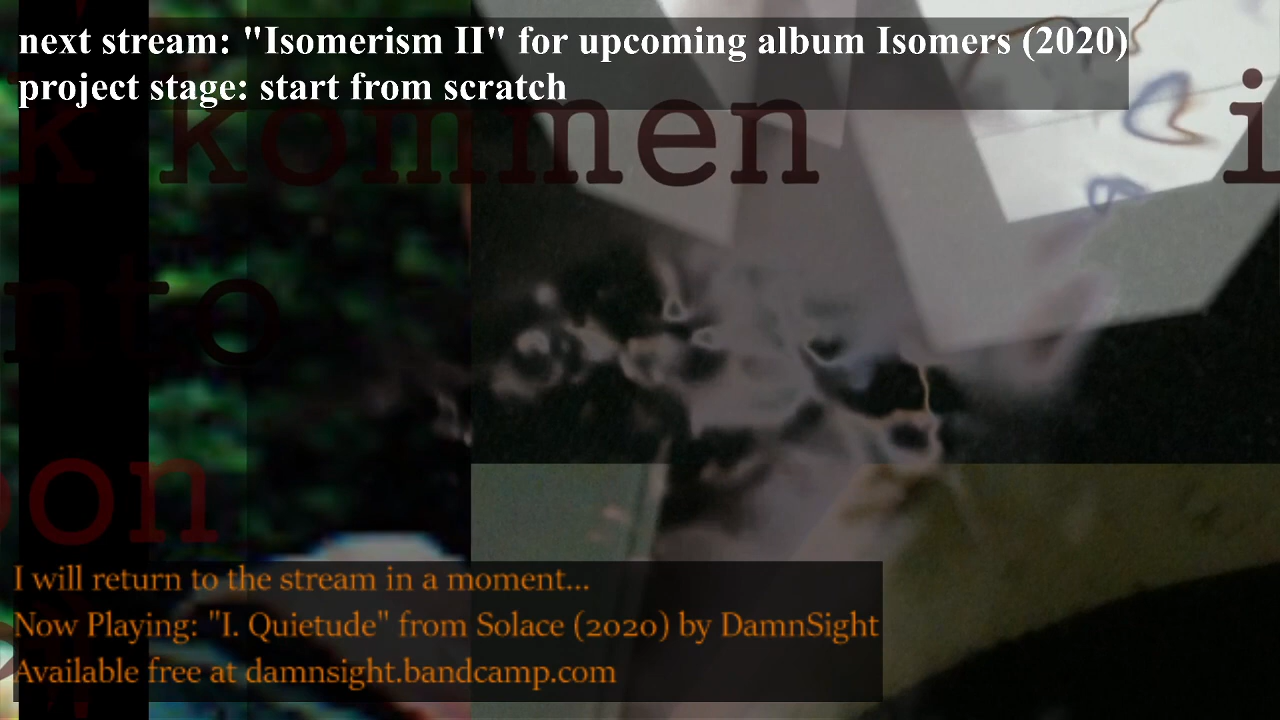 next stream: "Isomerism II" for upcoming album Isomers (2020)
project stage: start from scratch
k kommen i
nto
on
I will return to the stream in a moment...
Now Playing: "I. Quietude" from Solace (2020) by DamnSight
Available free at damnsight.bandcamp.com